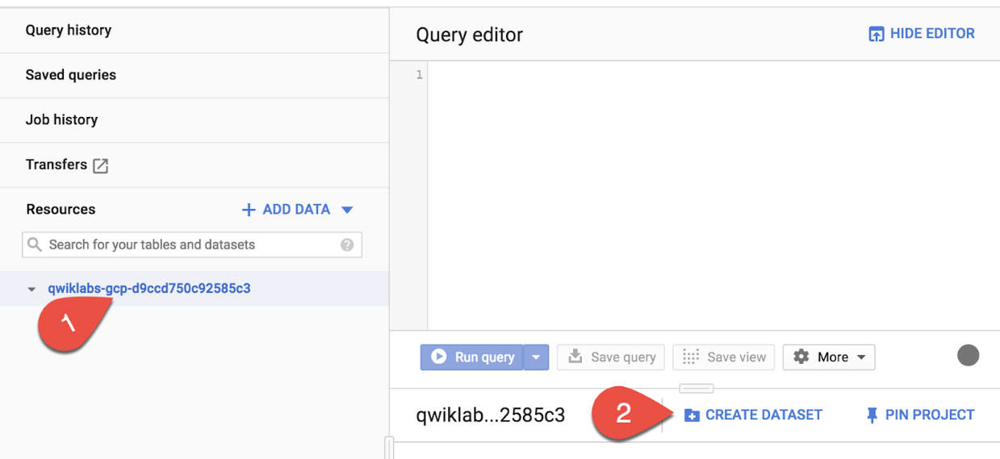 Query history
Saved queries
Job history
Transfers
Resources
ADD DATA
Search for your tables and datasets
qwiklabs-gcp-d9ccd750c92585c3
1
Query editor
HIDE EDITOR
1
Run query
Save query
Save view
More
qwiklab...2585c3
2
CREATE DATASET
PIN PROJECT